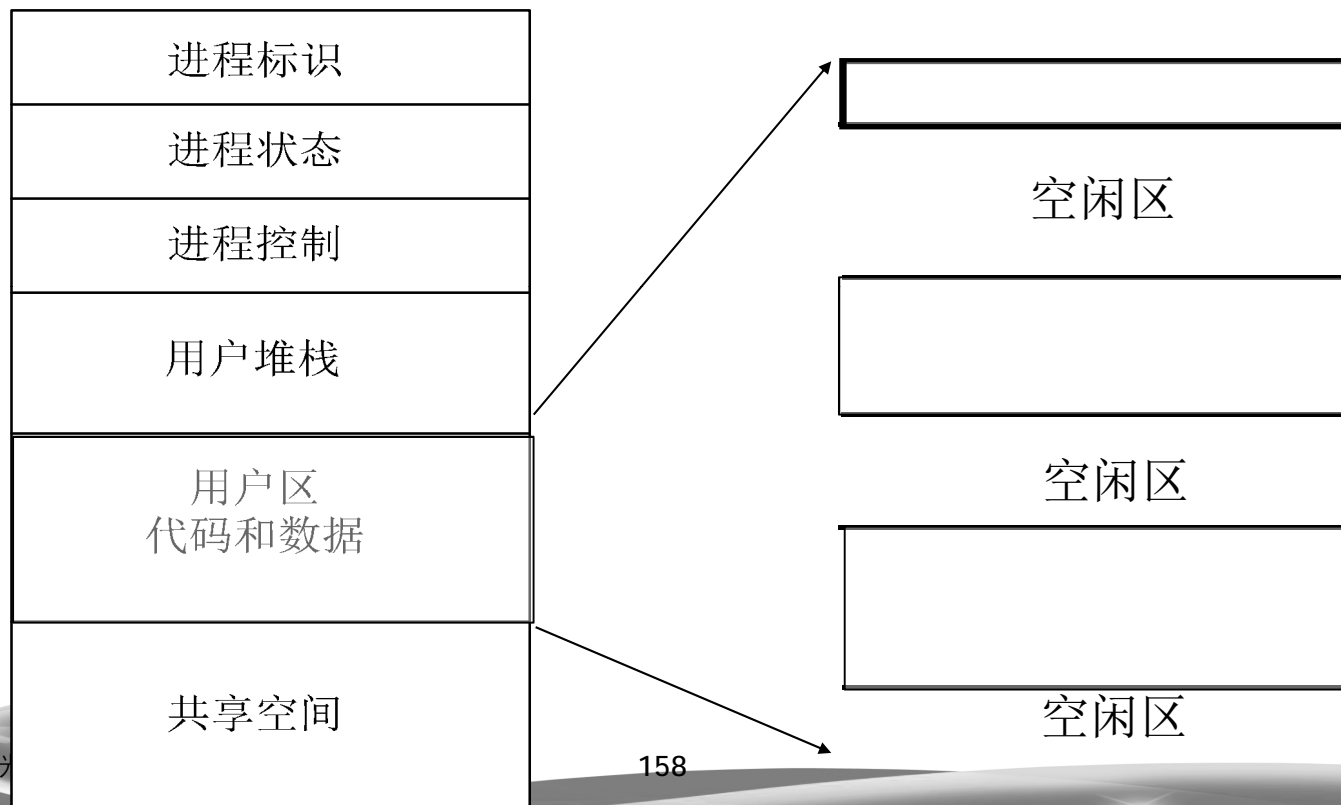 进程标识
进程状态
进程控制
用户堆栈
用户区
代码和数据
共享空间
空闲区
空闲区
空闲区
158